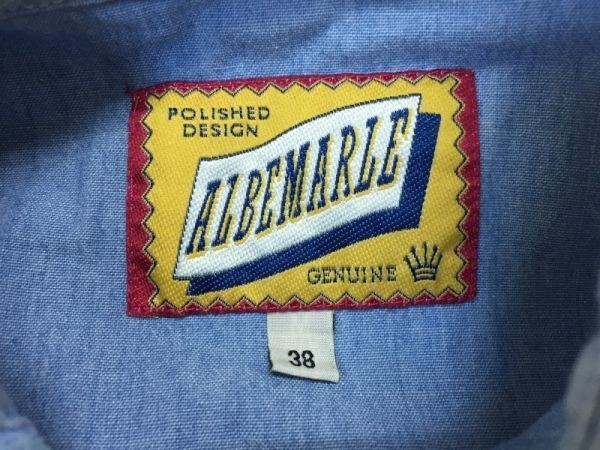 POLISHED
DESIGN
ALBEMARLE
GENUINE
38